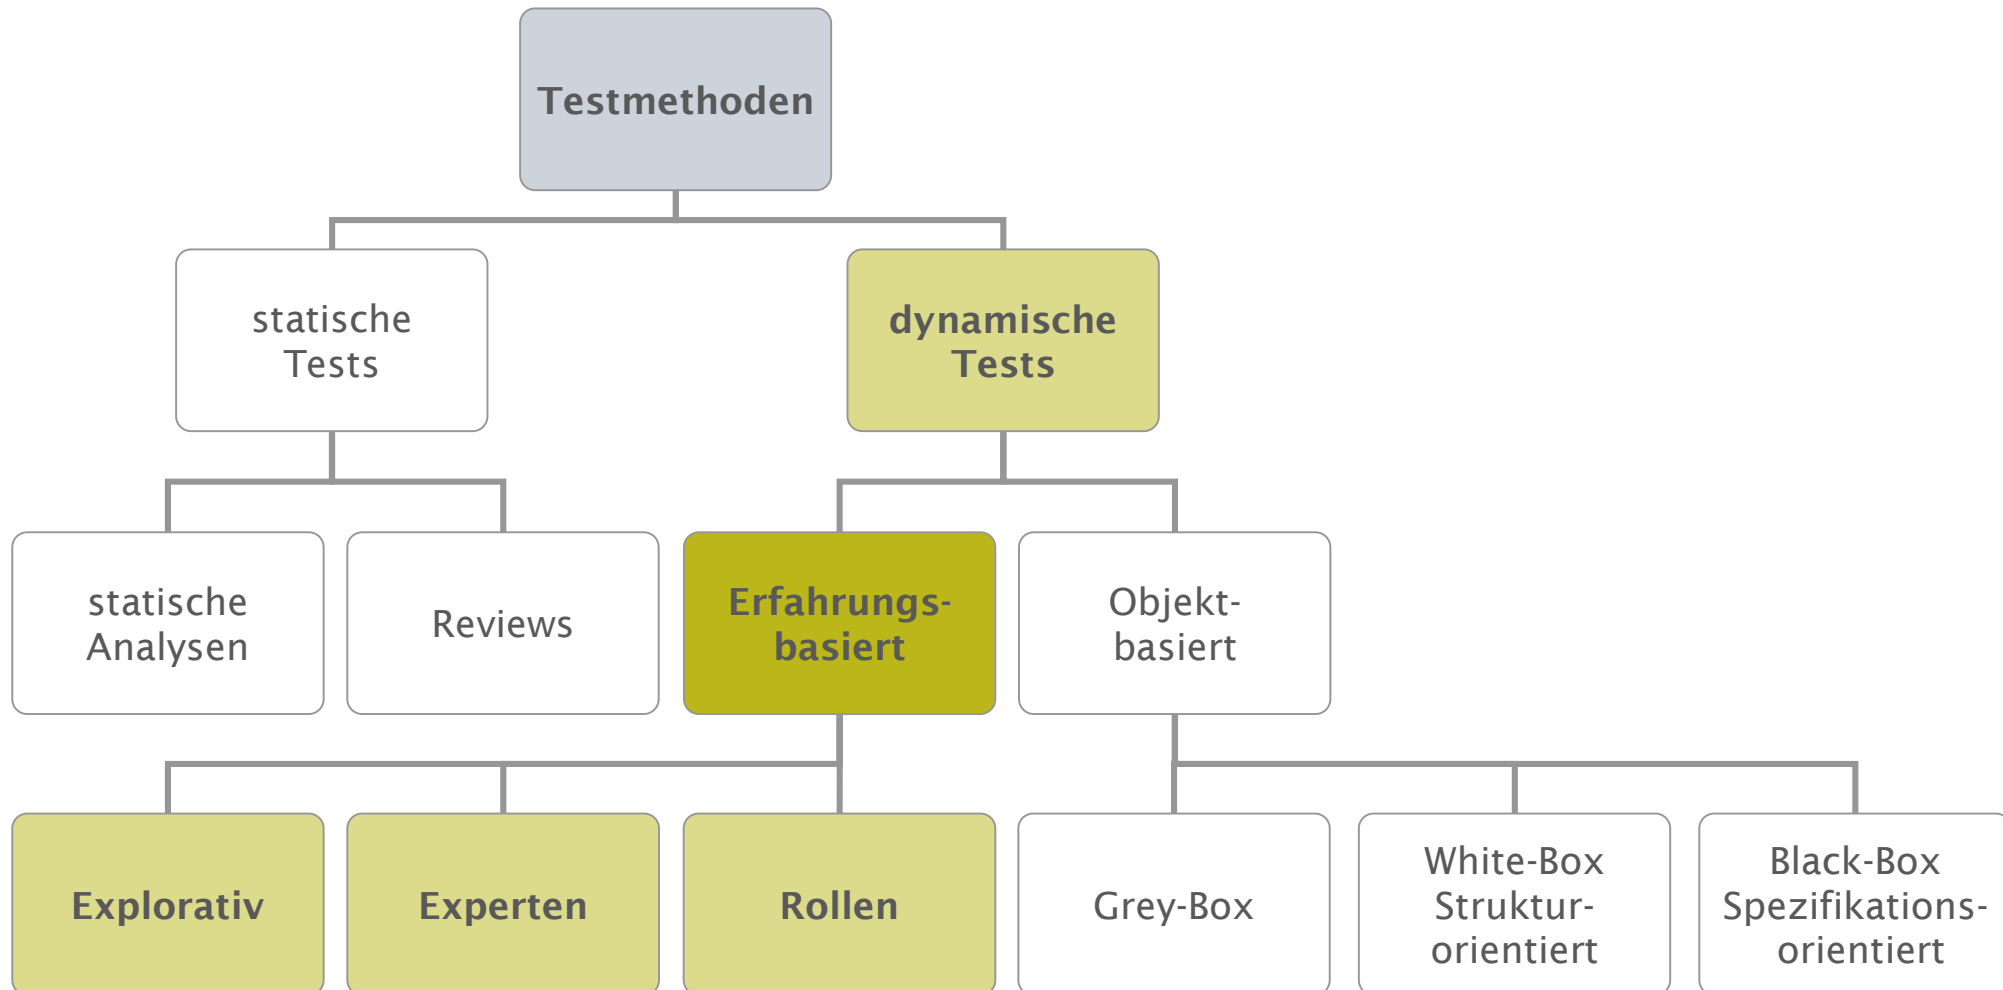 Testmethoden
statische
Tests
dynamische
Tests
statische
Analysen
Reviews
Erfahrungs-
basiert
Objekt-
basiert
Explorativ
Experten
Rollen
Grey-Box
White-Box
Struktur-
orientiert
Black-Box
Spezifikations-
orientiert